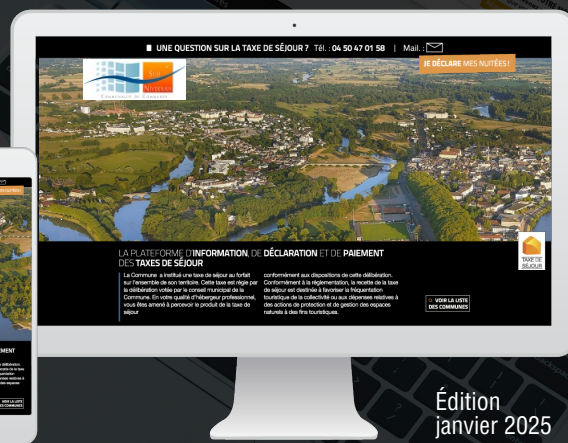 UNE QUESTION SUR LA TAXE DE SÉJOUR ? Tél. : 04 50 47 01 58 | Mail. :
JE DÉCLARE MES NUITÉES !
SUD
NIVERNAIS
COMMUNAUTÉ DE COMMUNES
LA PLATEFORME D'INFORMATION, DE DÉCLARATION ET DE PAIEMENT
DES TAXES DE SÉJOUR
La Commune a institué une taxe de séjour au forfait
sur l'ensemble de son territoire. Cette taxe est régie par
la délibération votée par le conseil municipal de la
Commune. En votre qualité d'hébergeur professionnel,
vous êtes amené à percevoir le produit de la taxe de
séjour
conformément aux dispositions de cette délibération.
Conformément à la réglementation, la recette de la taxe
de séjour est destinée à favoriser la fréquentation
touristique de la collectivité ou aux dépenses relatives à
des actions de protection et de gestion des espaces
naturels à des fins touristiques.
TAXE DE
SÉJOUR
VOIR LA LISTE
DES COMMUNES
Édition
janvier 2025